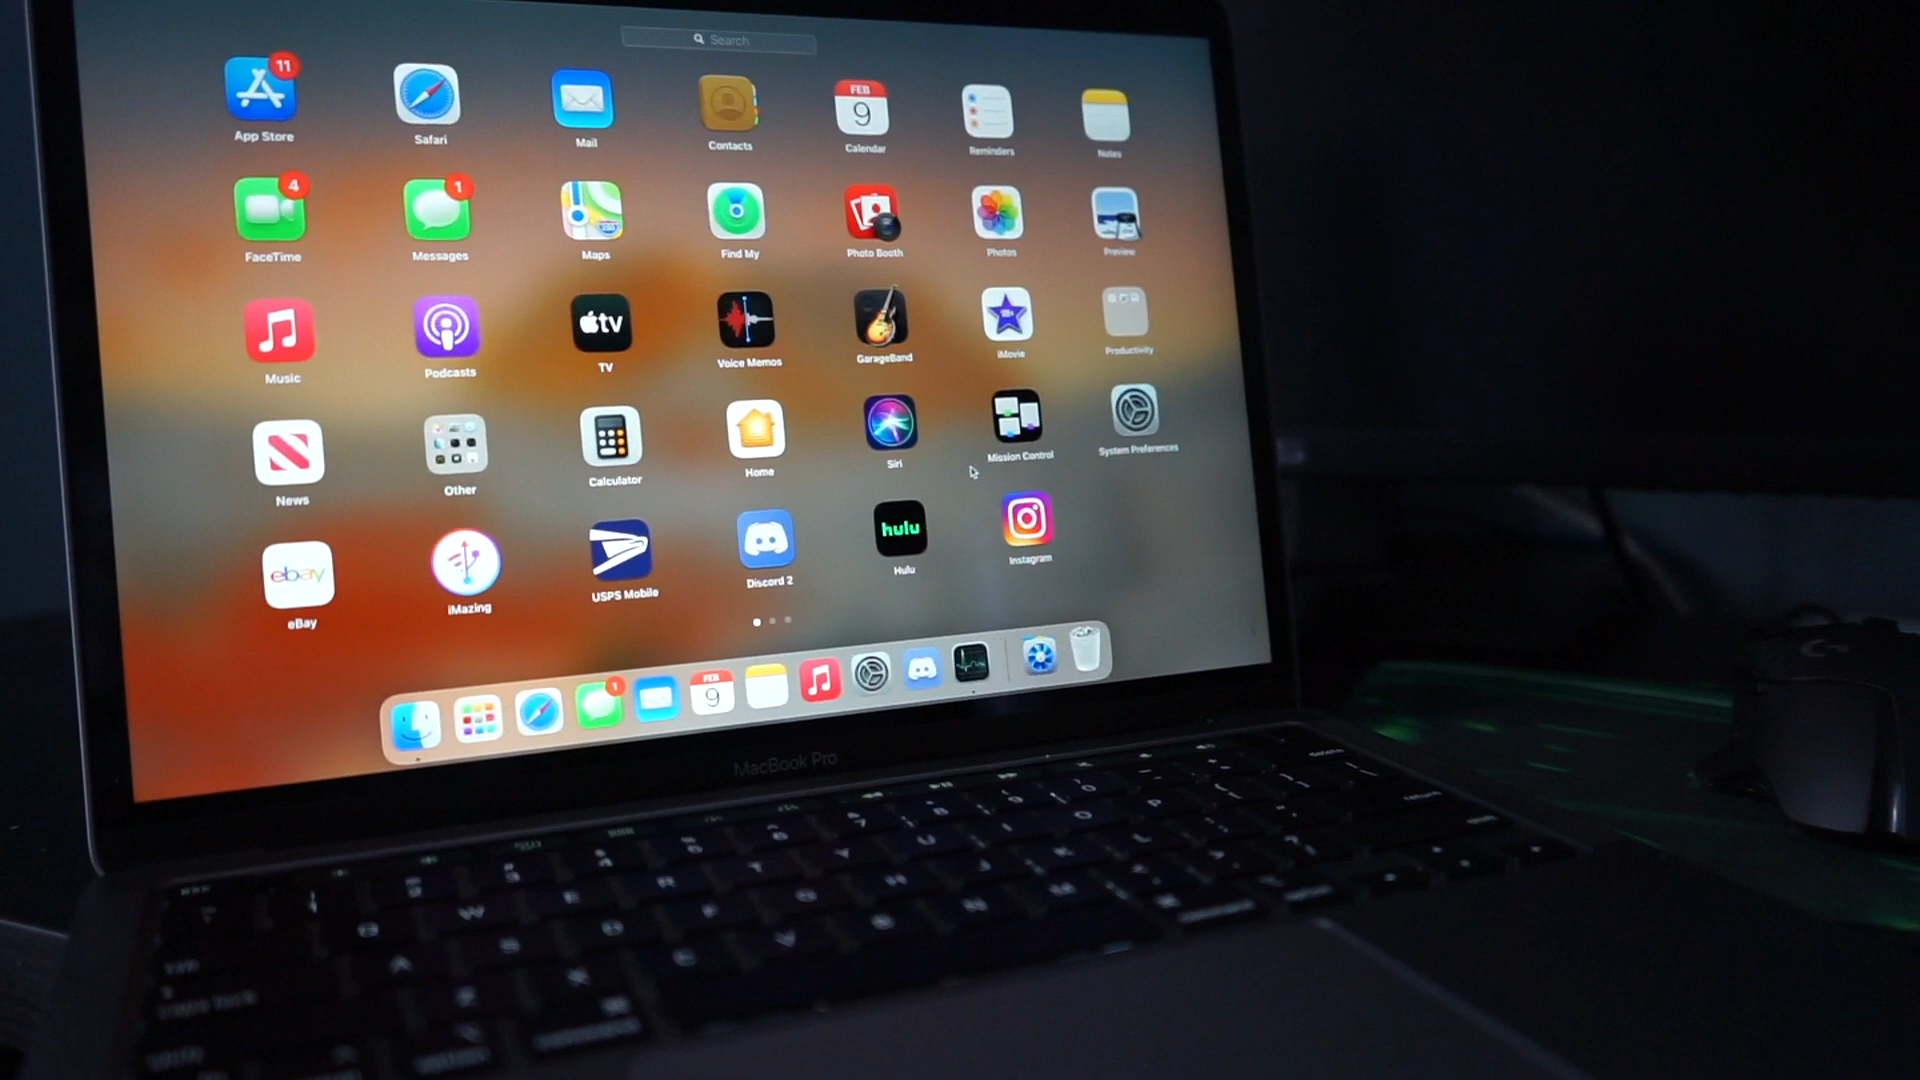 Search
11
App Store
Safari
Mail
Contacts
FEB
9
Calendar
Reminders
Notes
4
FaceTime
1
Messages
Maps
Find My
Photo Booth
Photos
Preview
Music
Podcasts
tv
TV
Voice Memos
GarageBand
iMovie
Productivity
News
Other
Calculator
Home
Siri
Mission Control
System Preferences
ebay
eBay
iMazing
USPS Mobile
Discord 2
hulu
Hulu
Instagram
1
FEB
9
MacBook Pro
delete
W E R T Y U I O P
return